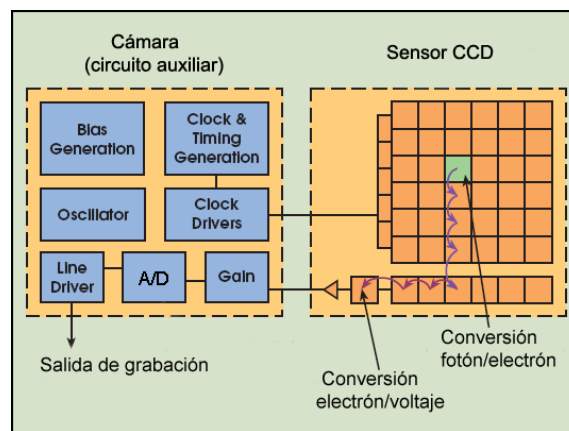 Cámara
(circuito auxiliar)
Sensor CCD
Bias
Generation
Clock &
Timing
Generation
Oscillator
Clock
Drivers
Line
Driver
A/D
Gain
Salida de grabación
Conversión
fotón/electrón
Conversión
electrón/voltaje